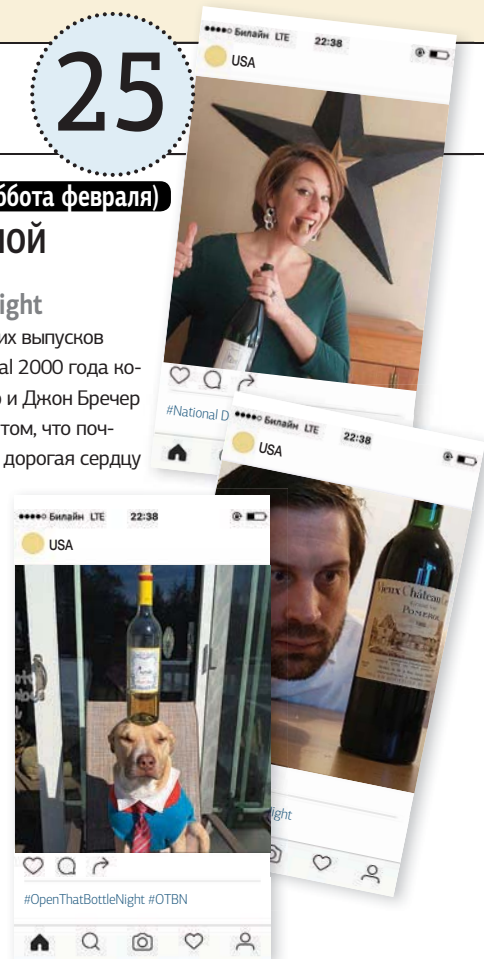 25
ббота февраля)
ной
ight
их выпусков
al 2000 года ко-
о и Джон Бречер
том, что поч-
дорогая сердцу
Билайн LTE 22:38
USA
#National D
Билайн LTE 22:38
USA
Vieux Château Ce
POMEROL
ight
Билайн LTE 22:38
USA
#OpenThatBottleNight #OTBN